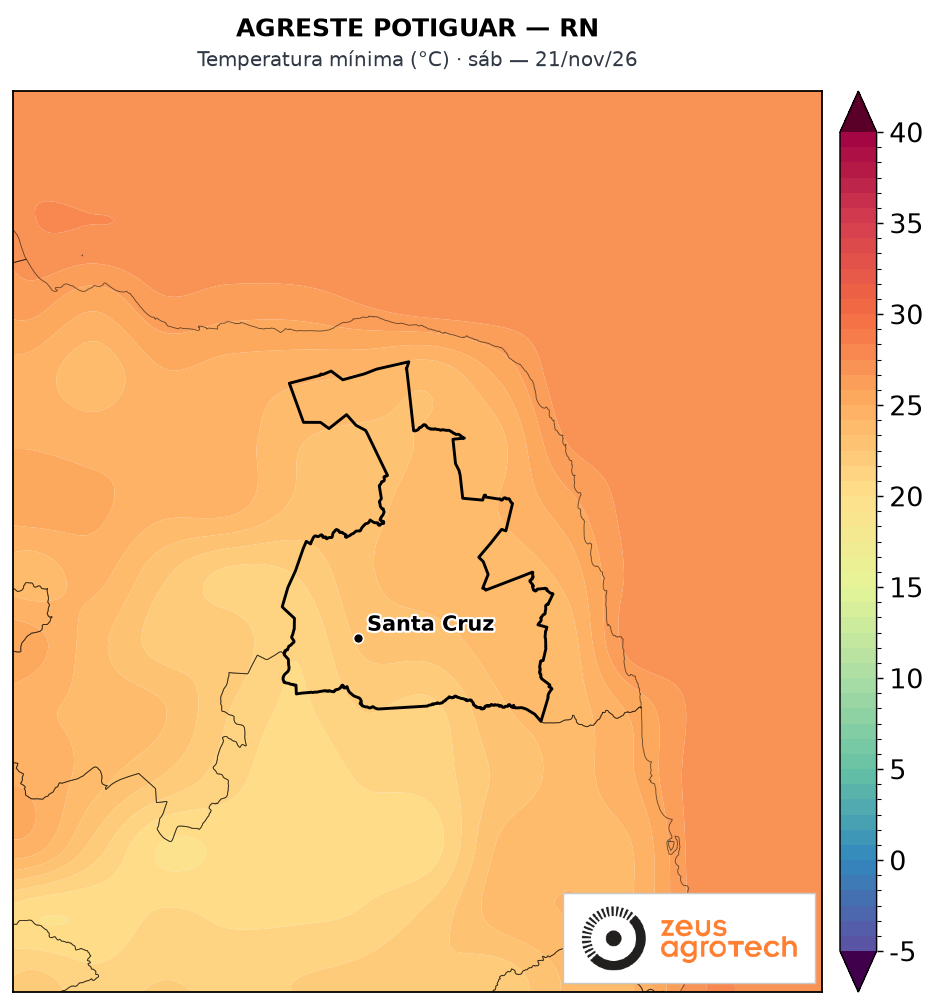 AGRESTE POTIGUAR — RN
Temperatura mínima (°C) · sáb — 21/nov/26
40
35
30
25
20
15
10
5
0
-5
Santa Cruz
zeus
agrotech